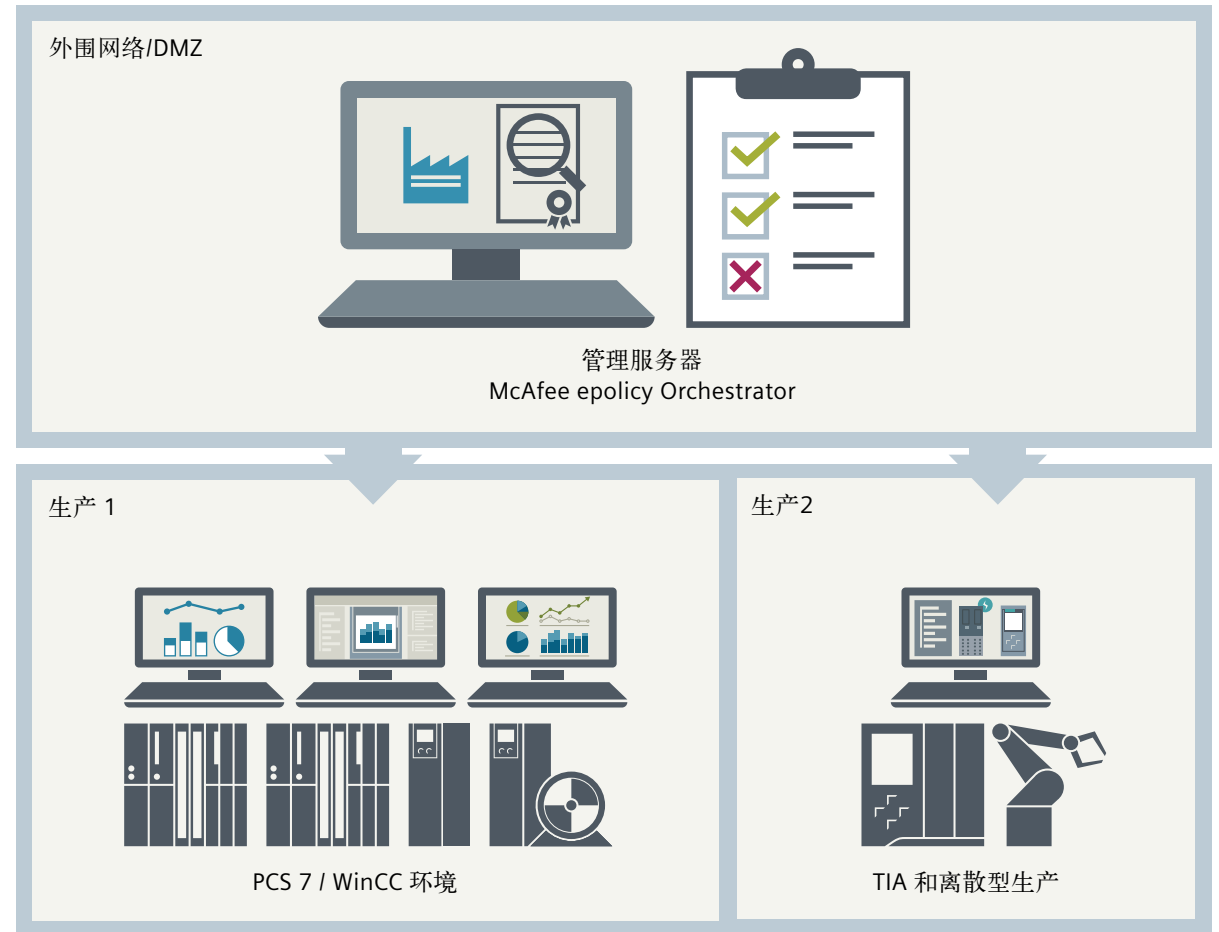 外围网络/DMZ
管理服务器
McAfee epolicy Orchestrator
生产 1
生产2
PCS 7 / WinCC 环境
TIA 和离散型生产